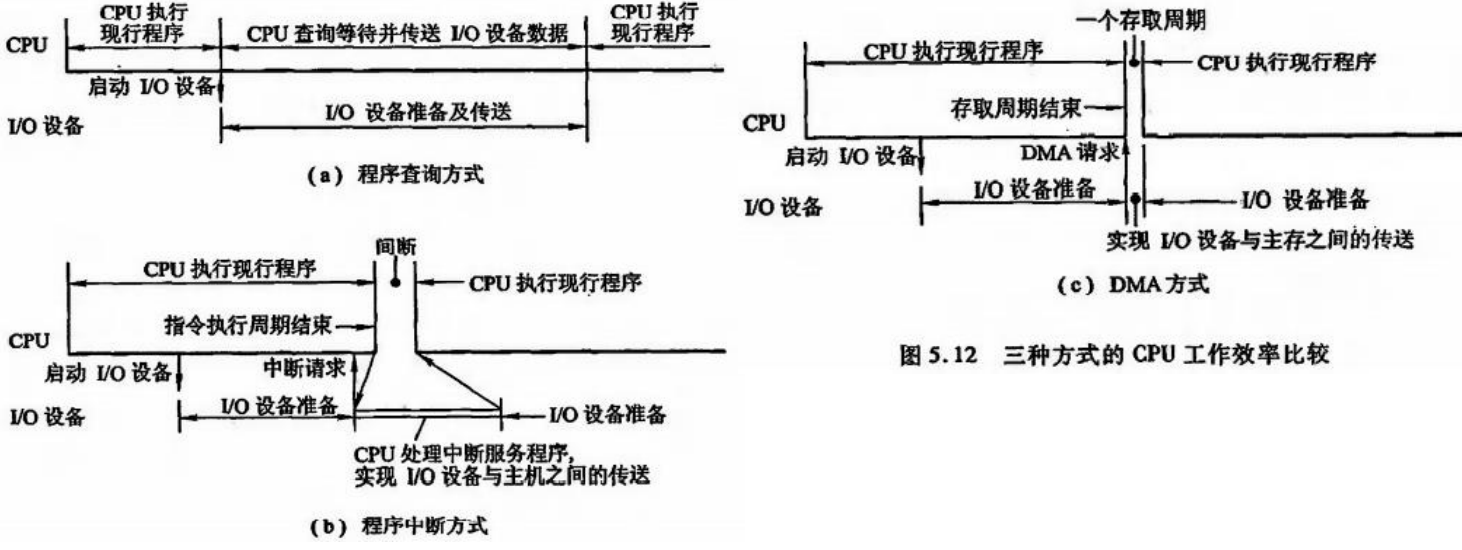 CPU 执行
现行程序
CPU 查询等待并传送 I/O 设备数据
CPU 执行
现行程序
CPU
启动 I/O 设备
I/O 设备准备及传送
I/O 设备
(a) 程序查询方式
间断
CPU 执行现行程序
CPU 执行现行程序
指令执行周期结束
CPU
启动 I/O 设备
中断请求
I/O 设备准备
I/O 设备
I/O 设备准备
CPU 处理中断服务程序,
实现 I/O 设备与主机之间的传送
(b) 程序中断方式
一个存取周期
CPU 执行现行程序
CPU 执行现行程序
存取周期结束
CPU
启动 I/O 设备
DMA 请求
I/O 设备准备
I/O 设备准备
I/O 设备
实现 I/O 设备与主存之间的传送
(c) DMA 方式
图 5.12 三种方式的 CPU 工作效率比较